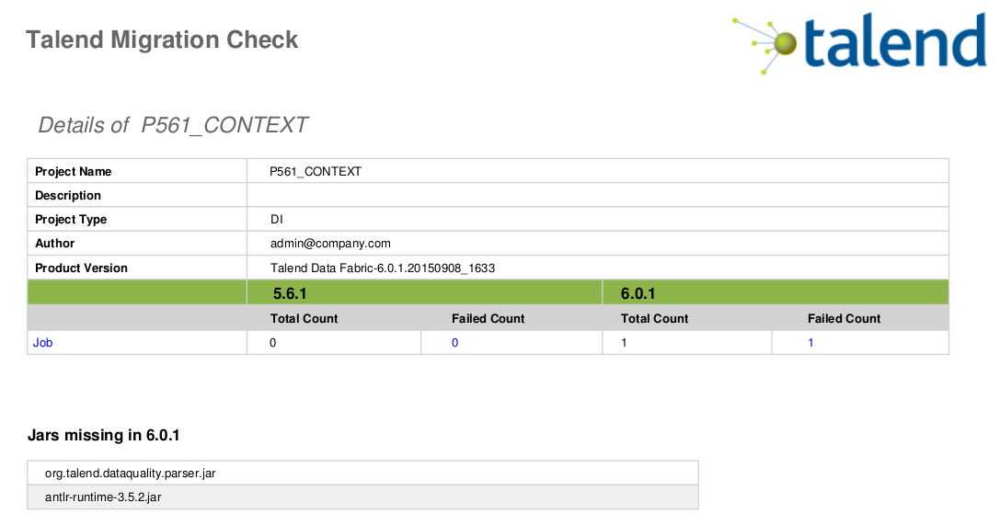 Talend Migration Check
talend
Details of P561_CONTEXT
Project Name P561_CONTEXT
Description
Project Type DI
Author admin@company.com
Product Version Talend Data Fabric-6.0.1.20150908_1633
5.6.1 6.0.1
Total Count Failed Count Total Count Failed Count
Job 0 0 1 1
Jars missing in 6.0.1
org.talend.dataquality.parser.jar
antlr-runtime-3.5.2.jar